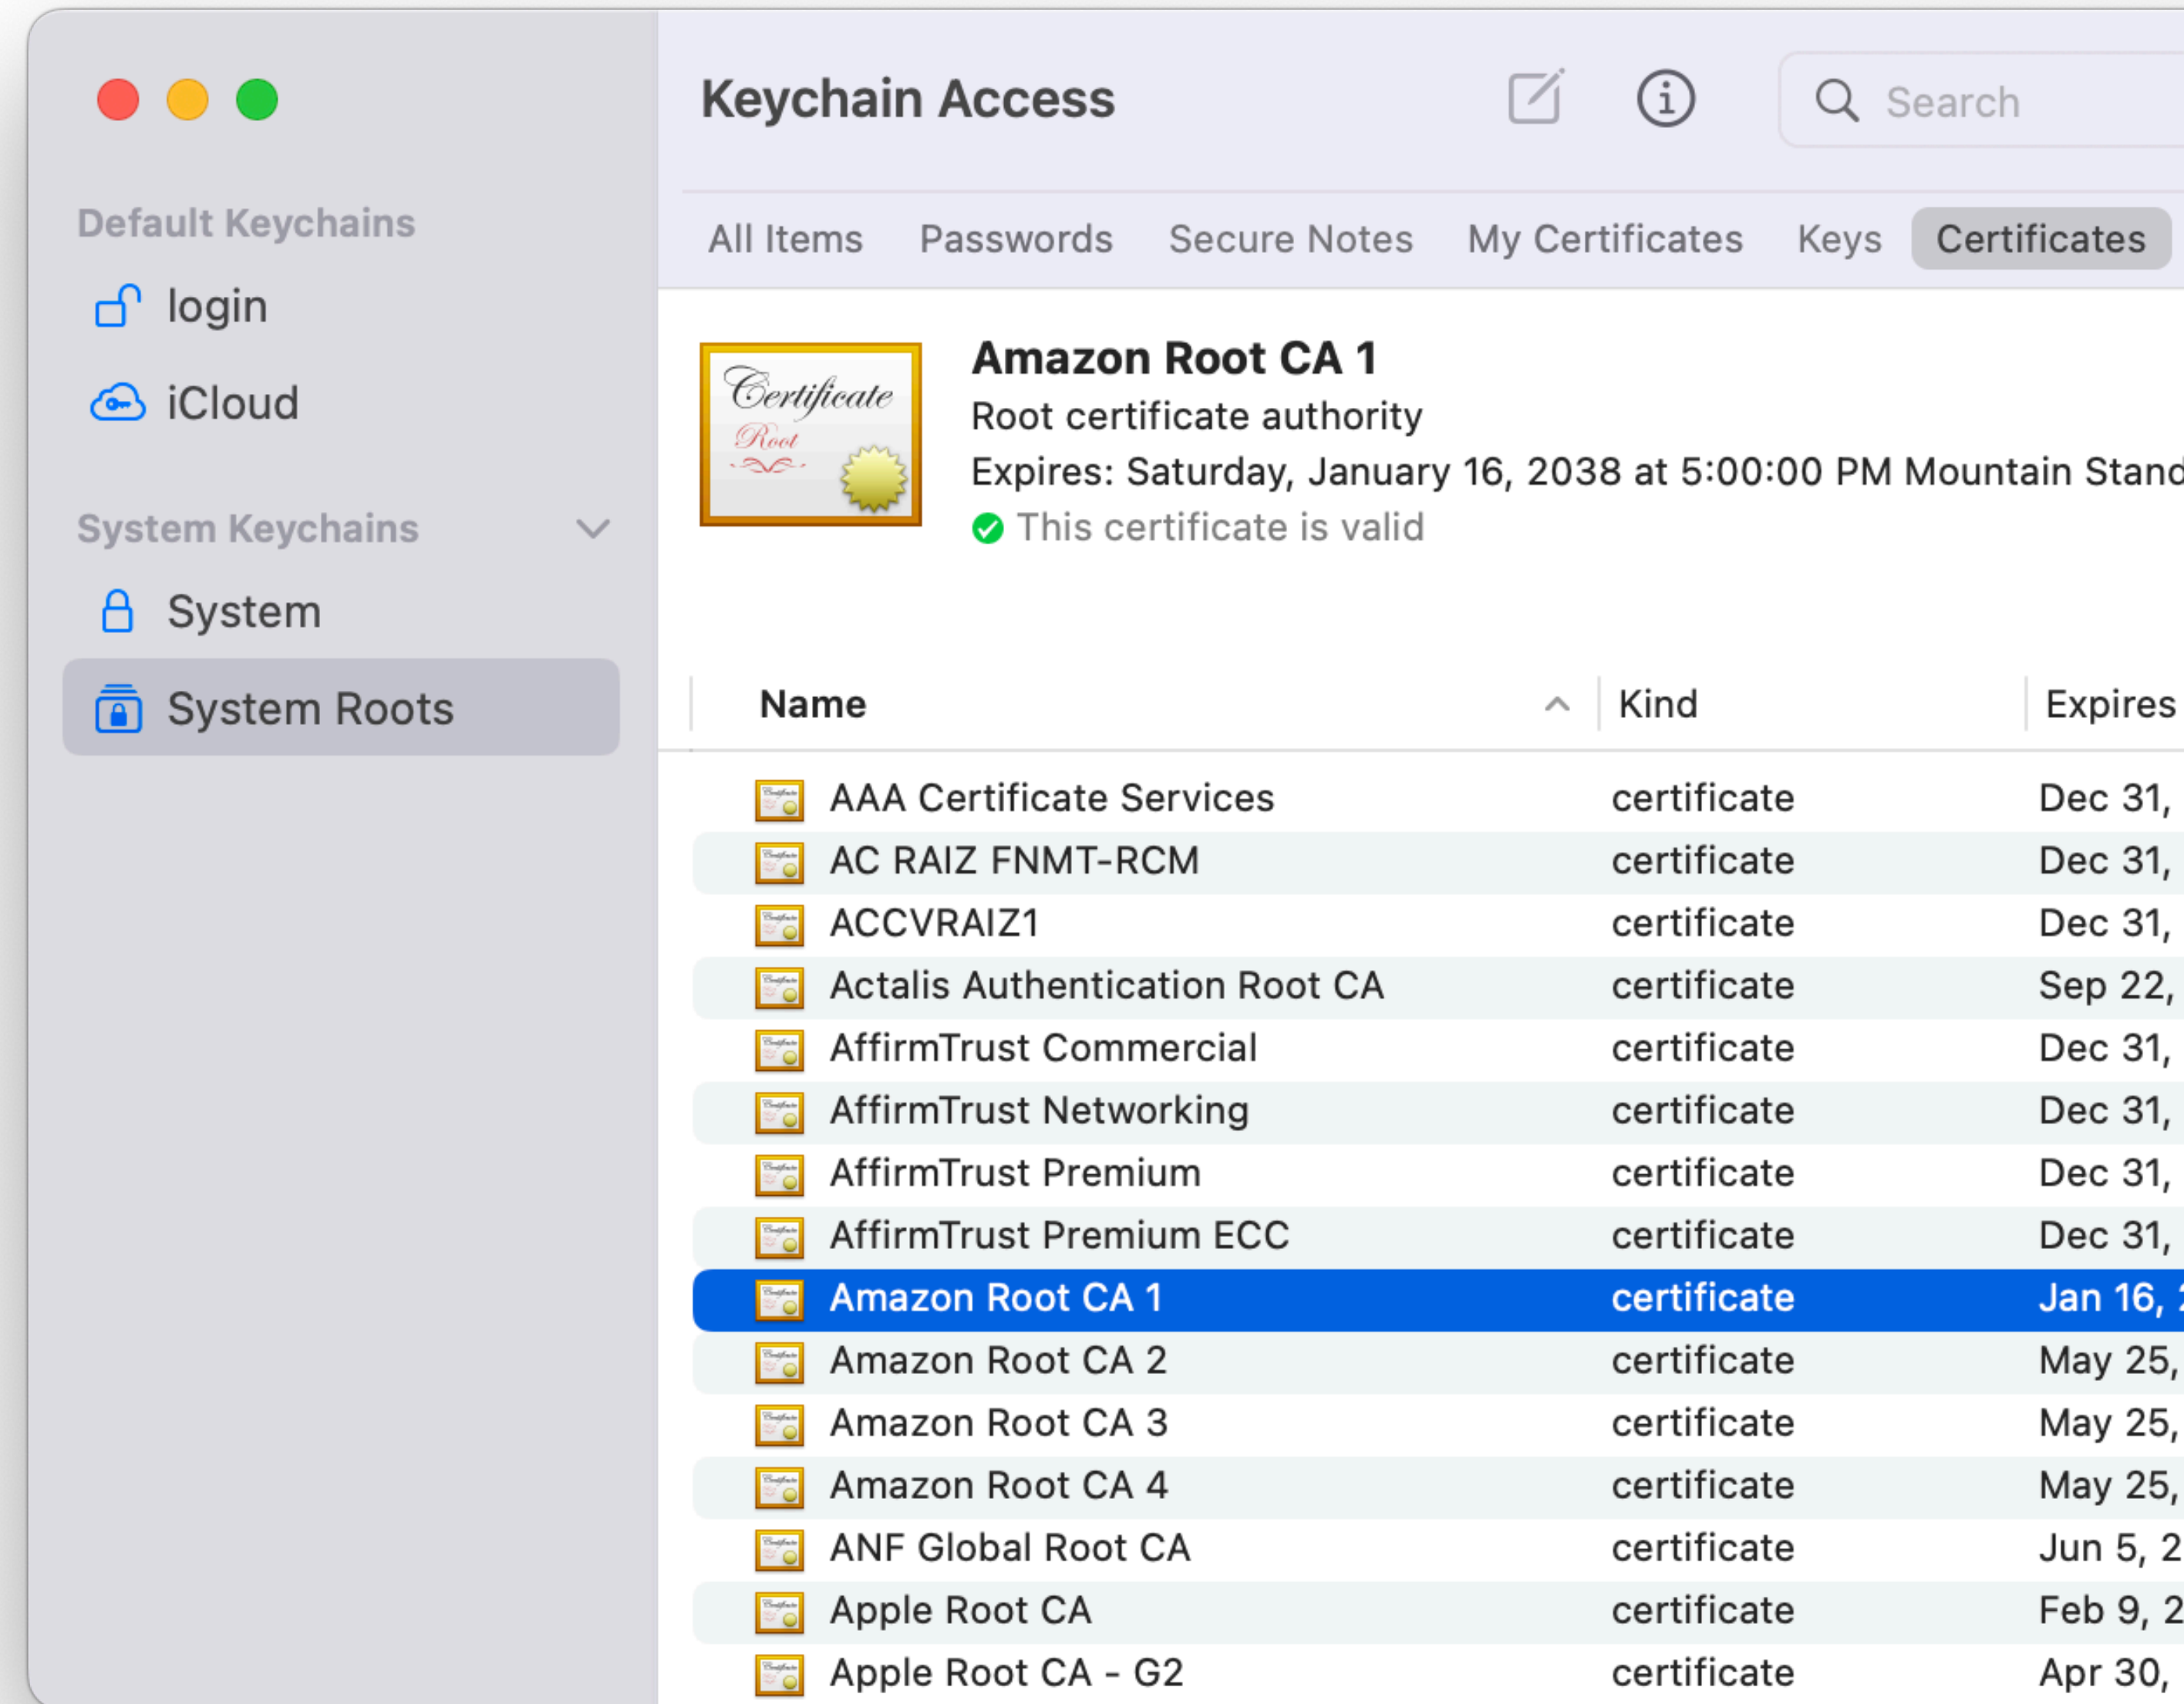 Keychain Access
Search
Default Keychains
login
iCloud
System Keychains
System
System Roots
All Items Passwords Secure Notes My Certificates Keys Certificates
Certificate
Root
Amazon Root CA 1
Root certificate authority
Expires: Saturday, January 16, 2038 at 5:00:00 PM Mountain Stand
This certificate is valid
Name Kind Expires
AAA Certificate Services certificate Dec 31,
AC RAIZ FNMT-RCM certificate Dec 31,
ACCVRAIZ1 certificate Dec 31,
Actalis Authentication Root CA certificate Sep 22,
AffirmTrust Commercial certificate Dec 31,
AffirmTrust Networking certificate Dec 31,
AffirmTrust Premium certificate Dec 31,
AffirmTrust Premium ECC certificate Dec 31,
Amazon Root CA 1 certificate Jan 16, 2
Amazon Root CA 2 certificate May 25,
Amazon Root CA 3 certificate May 25,
Amazon Root CA 4 certificate May 25,
ANF Global Root CA certificate Jun 5, 2
Apple Root CA certificate Feb 9, 2
Apple Root CA - G2 certificate Apr 30,